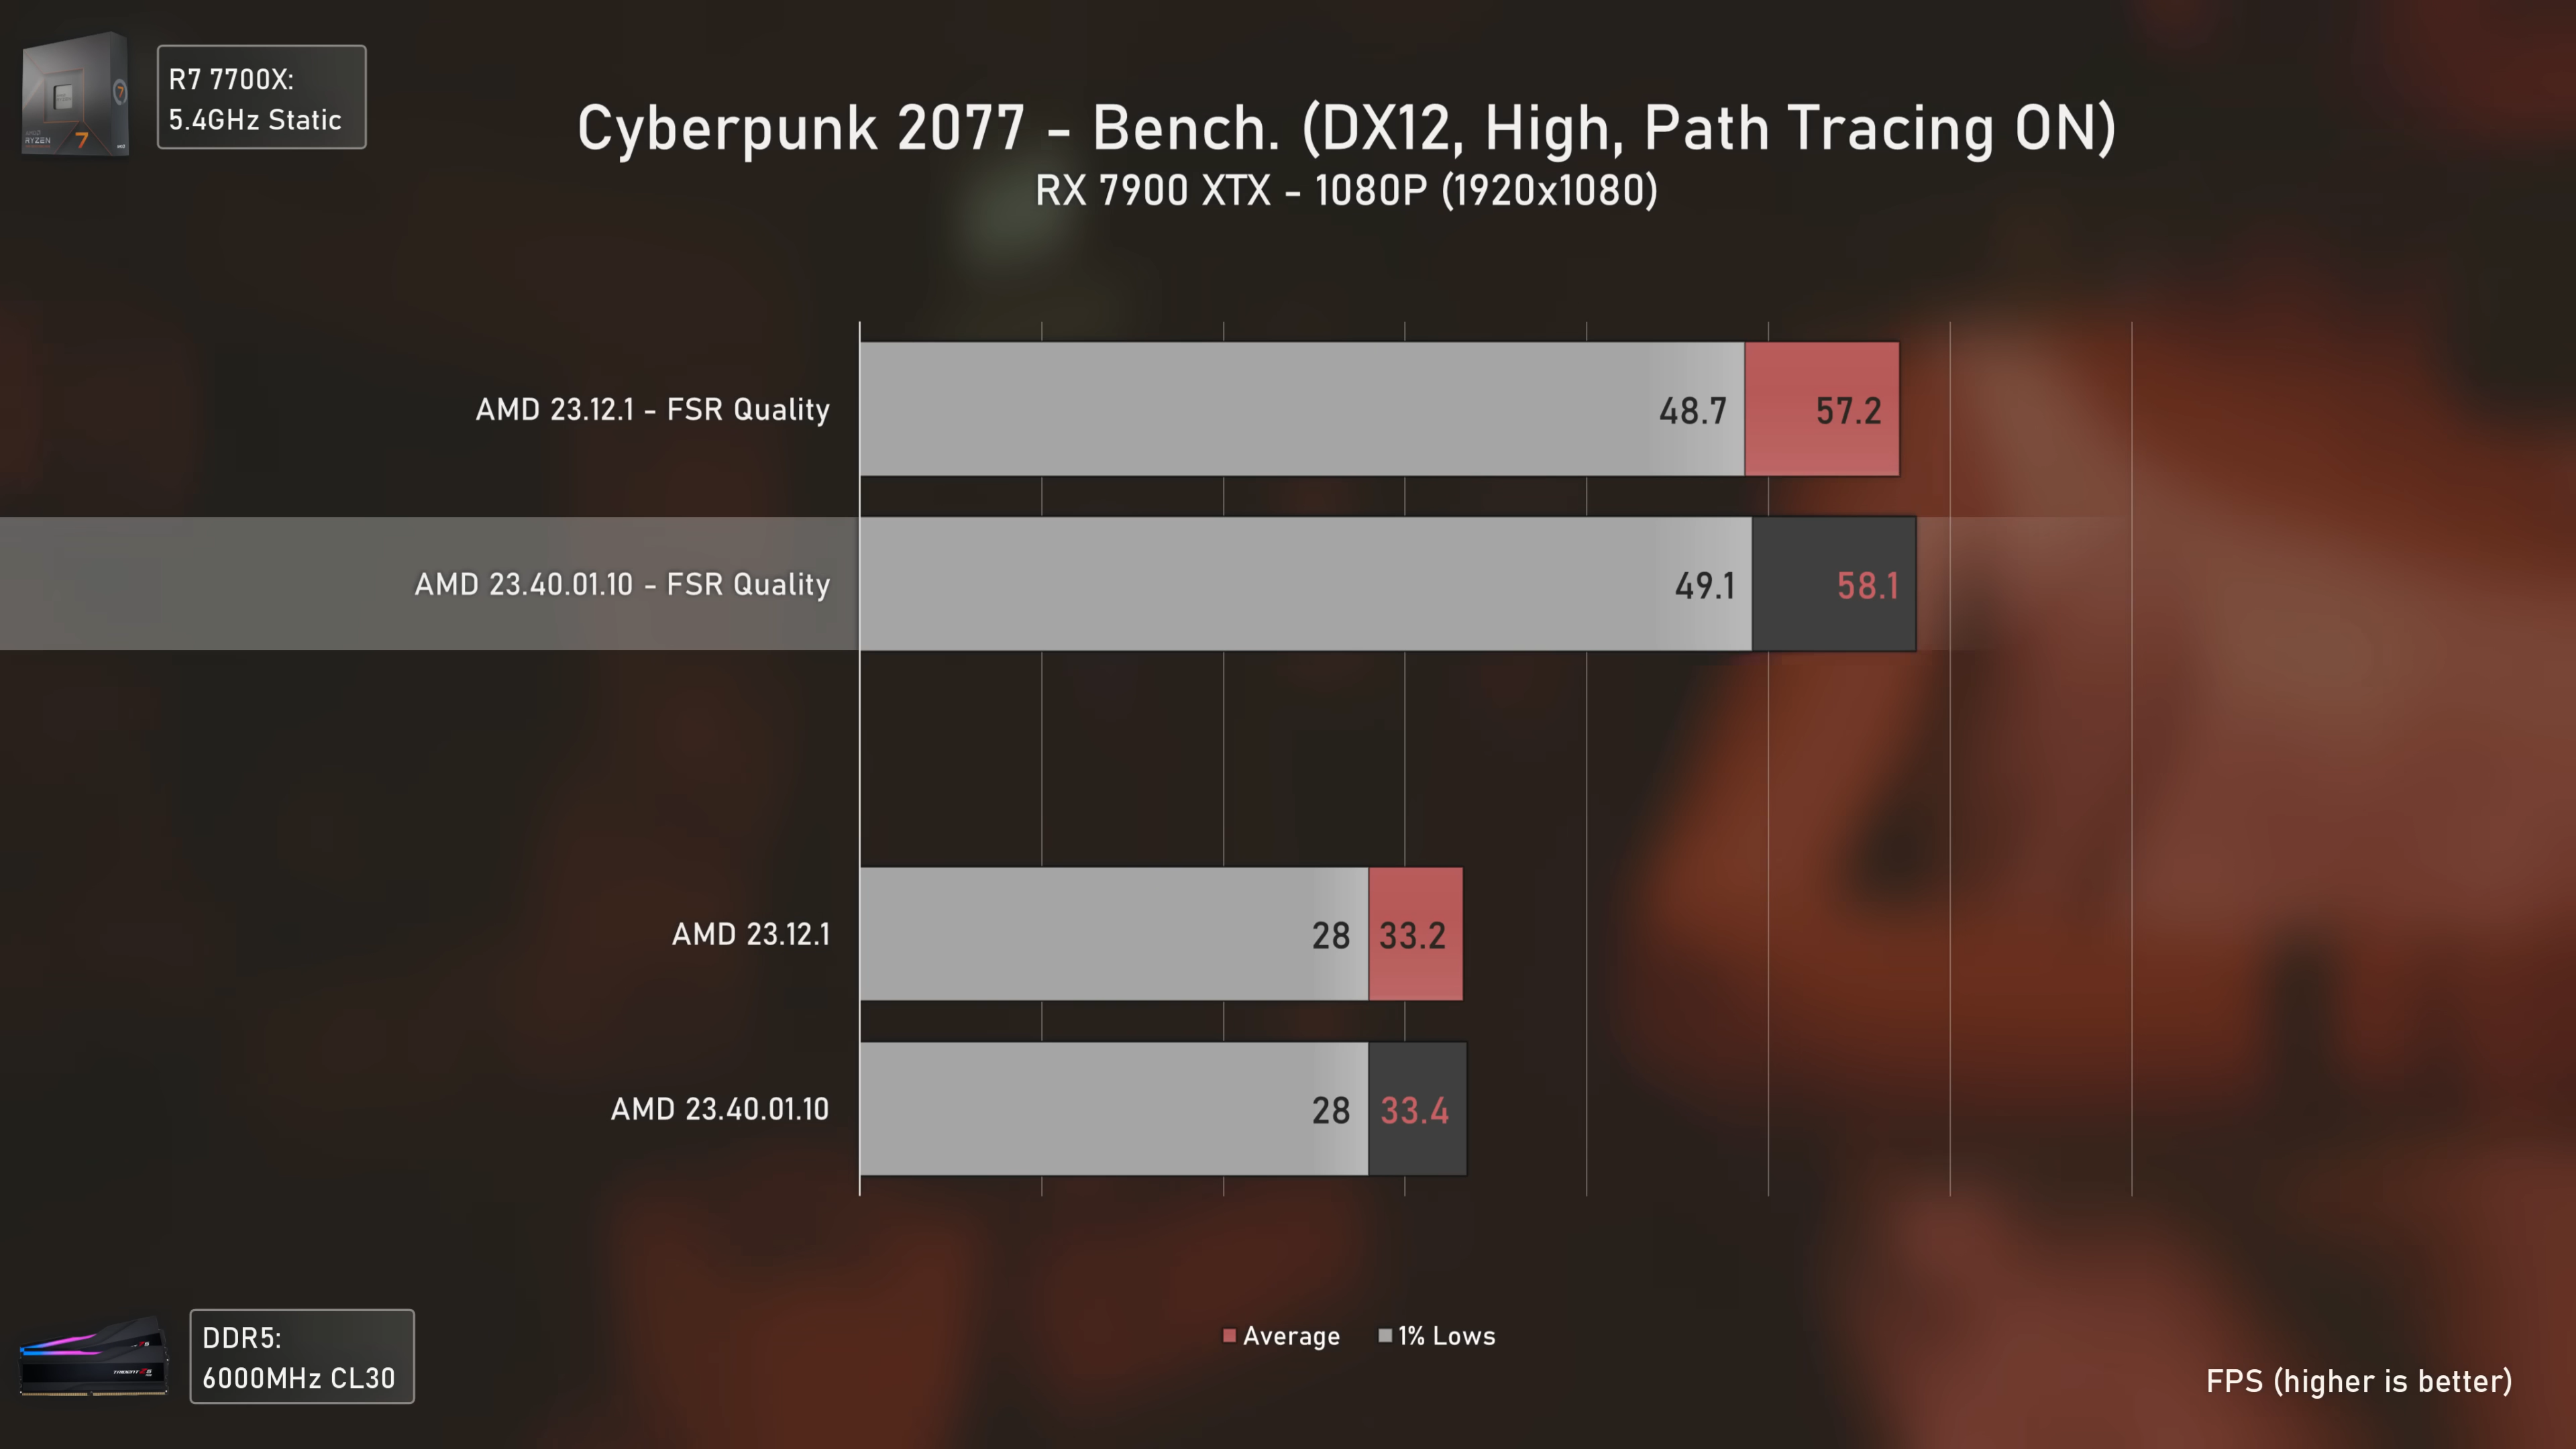 R7 7700X:
5.4GHz Static
RYZEN 7
Cyberpunk 2077 - Bench. (DX12, High, Path Tracing ON)
RX 7900 XTX - 1080P (1920x1080)
AMD 23.12.1 - FSR Quality
48.7
57.2
AMD 23.40.01.10 - FSR Quality
49.1
58.1
AMD 23.12.1
28
33.2
AMD 23.40.01.10
28
33.4
DDR5:
6000MHz CL30
Average
1% Lows
FPS (higher is better)